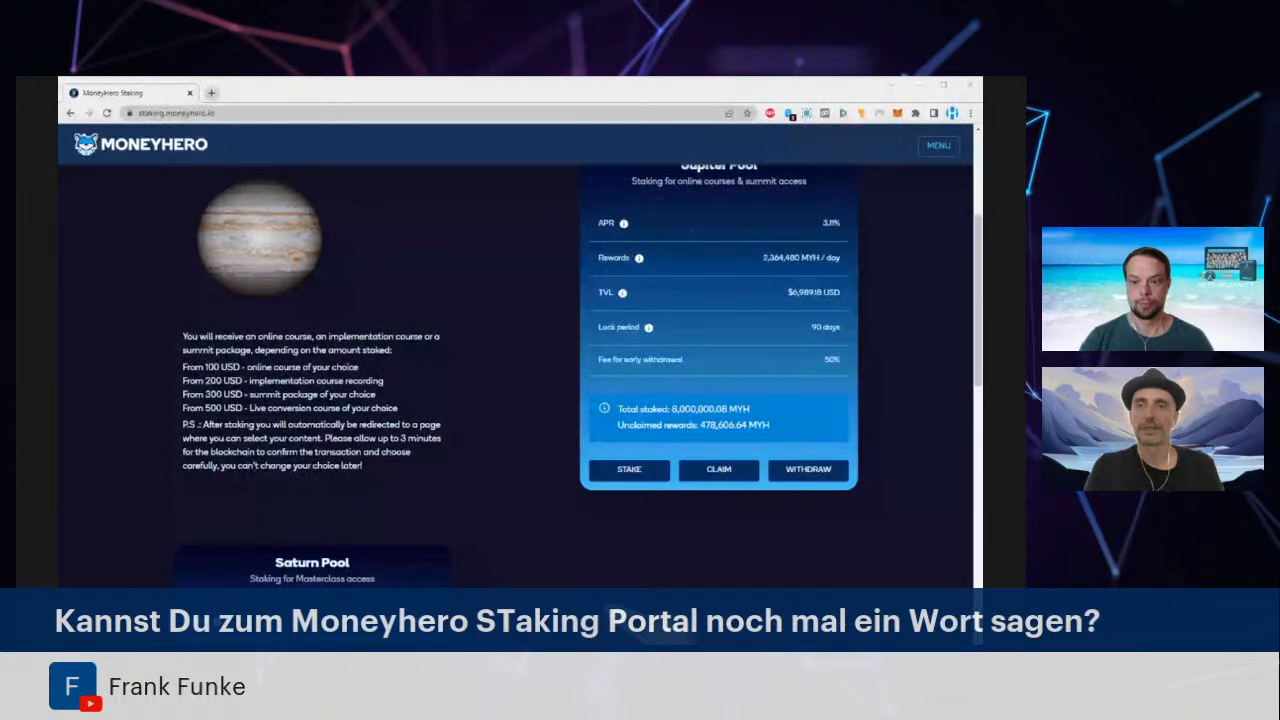 MoneyHero Staking
staking.moneyhero.io
MONEYHERO
MENU
Jupiter Pool
Staking for online courses & summit access
APR 3.11%
Rewards 2,364,480 MYH / day
TVL $6,989.18 USD
Lock period 90 days
Fee for early withdrawal 50%
Total staked: 8,000,000.08 MYH
Unclaimed rewards: 478,606.64 MYH
STAKE CLAIM WITHDRAW
You will receive an online course, an implementation course or a
summit package, depending on the amount staked:
From 100 USD - online course of your choice
From 200 USD - implementation course recording
From 300 USD - summit package of your choice
From 500 USD - Live conversion course of your choice
P.S .: After staking you will automatically be redirected to a page
where you can select your content. Please allow up to 3 minutes
for the blockchain to confirm the transaction and choose
carefully, you can't change your choice later!
Saturn Pool
Staking for Masterclass access
Kannst Du zum Moneyhero STaking Portal noch mal ein Wort sagen?
F
Frank Funke